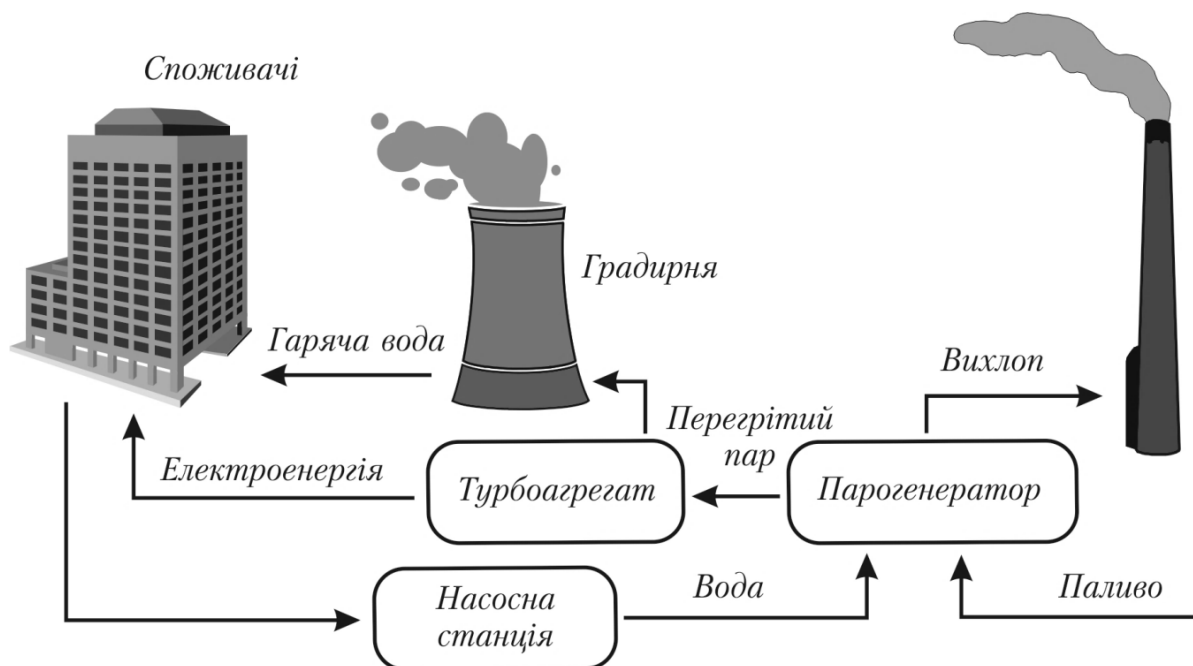 Споживачі
Градирня
Гаряча вода
Вихлоп
Перегрітий
пар
Електроенергія
Турбоагрегат
Парогенератор
Насосна
станція
Вода
Паливо